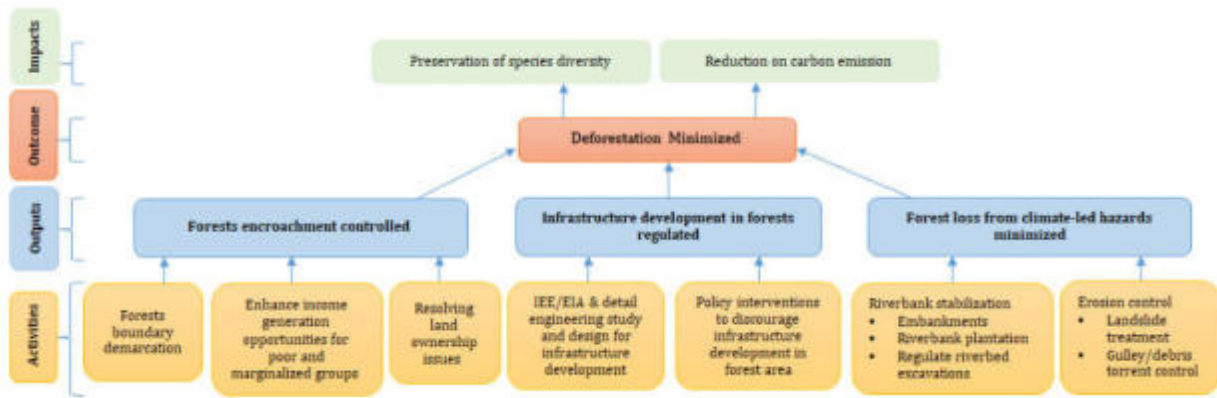 Impacts
Preservation of species diversity
Reduction on carbon emission
Outcome
Deforestation Minimized
Outputs
Forests encroachment controlled
Infrastructure development in forests
regulated
Forest loss from climate-led hazards
minimized
Activities
Forests
boundary
demarcation
Enhance income
generation
opportunities for
poor and
marginalized groups
Resolving
land
ownership
issues
IEE/EIA & detail
engineering study
and design for
infrastructure
development
Policy interventions
to discourage
infrastructure
development in
forest area
Riverbank stabilization
• Embankments
• Riverbank plantation
• Regulate riverbed
excavations
Erosion control
• Landslide
treatment
• Gulley/debris
torrent control